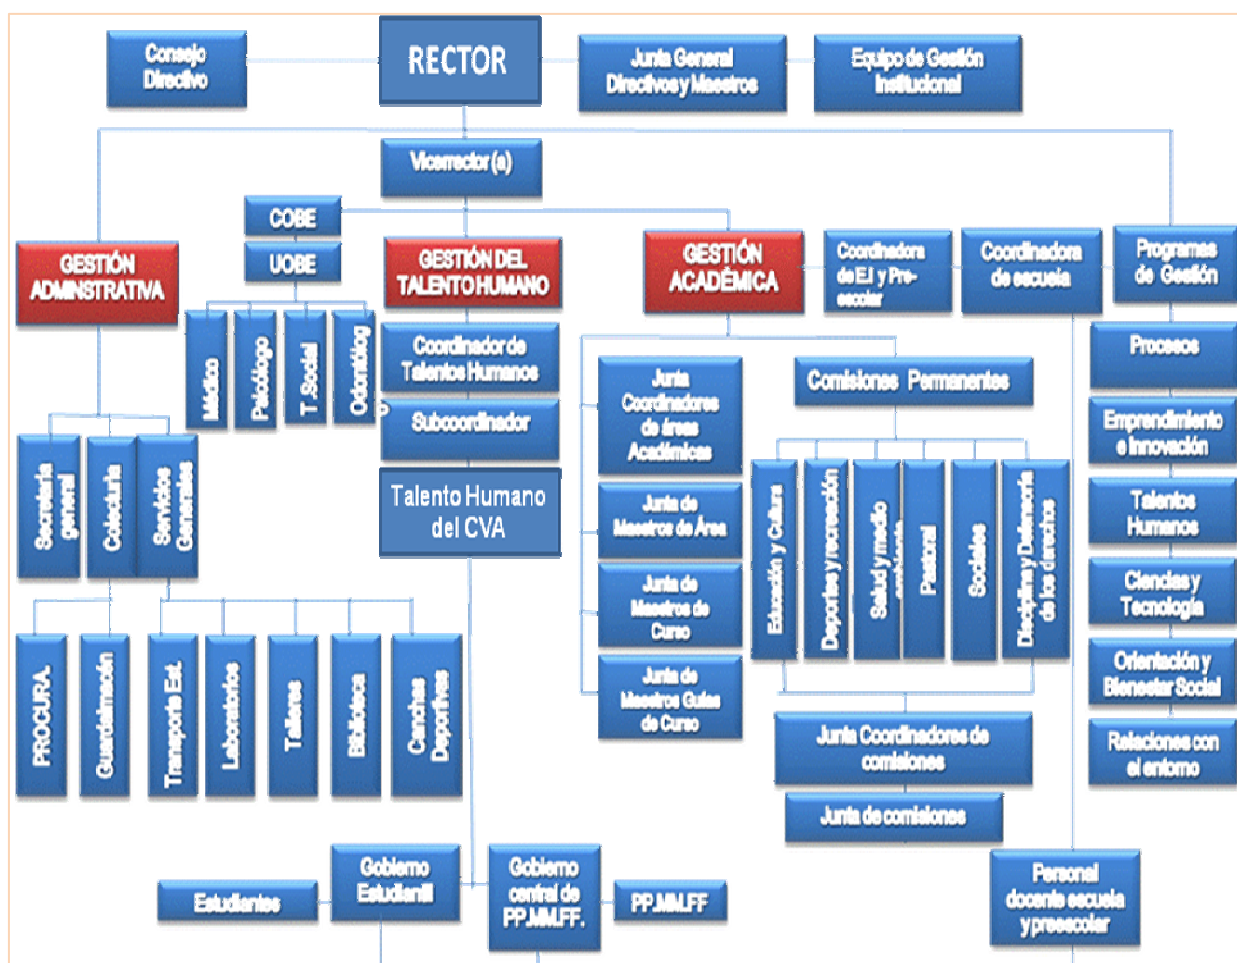 Consejo
Directivo
RECTOR
Junta General
Directivos y Maestros
Equipo de Gestión
Institucional
Vicerrector (a)
COBE
UOBE
GESTIÓN
ADMINSTRATIVA
GESTIÓN DEL
TALENTO HUMANO
GESTIÓN
ACADÉMICA
Coordinadora
de E.I y Pre-
escolar
Coordinadora
de escuela
Programas
de Gestión
Médico
Psicólogo
T .Social
Odontólog
Coordinador de
Talentos Humanos
Subcoordinador
Talento Humano
del CVA
Junta
Coordinadores
de áreas
Académicas
Junta de
Maestros de Área
Junta de
Maestros de
Curso
Junta de
Maestros Guías
de Curso
Comisiones Permanentes
Educación y Cultura
Deportes y recreación
Salud y medio
Pastoral
Sociales
Disciplina y Defensoría
de los derechos
Junta Coordinadores de
comisiones
Junta de comisiones
Procesos
Emprendimiento
e Innovación
Talentos
Humanos
Ciencias y
Tecnología
Orientación y
Bienestar Social
Relaciones con
el entorno
Secretaría
general
Colecturía
Servicios
Generales
PROCURA.
Guardalmacén
Transporte Est.
Laboratorios
Talleres
Biblioteca
Canchas
Deportivas
Estudiantes
Gobierno
Estudiantil
Gobierno
central de
PP.MM.FF.
PP.MM.FF
Personal
docente escuela
y preescolar